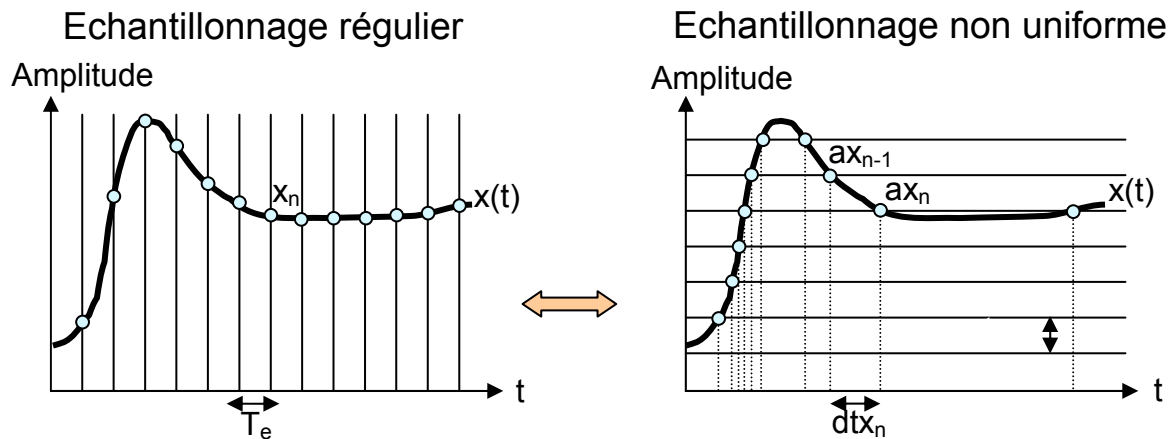 Echantillonnage régulier
Amplitude
xn
x(t)
t
Te
Echantillonnage non uniforme
Amplitude
axn-1
axn
x(t)
t
dtxn